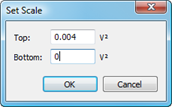 Set Scale
Top: 0.004 V²
Bottom: 0 V²
OK Cancel